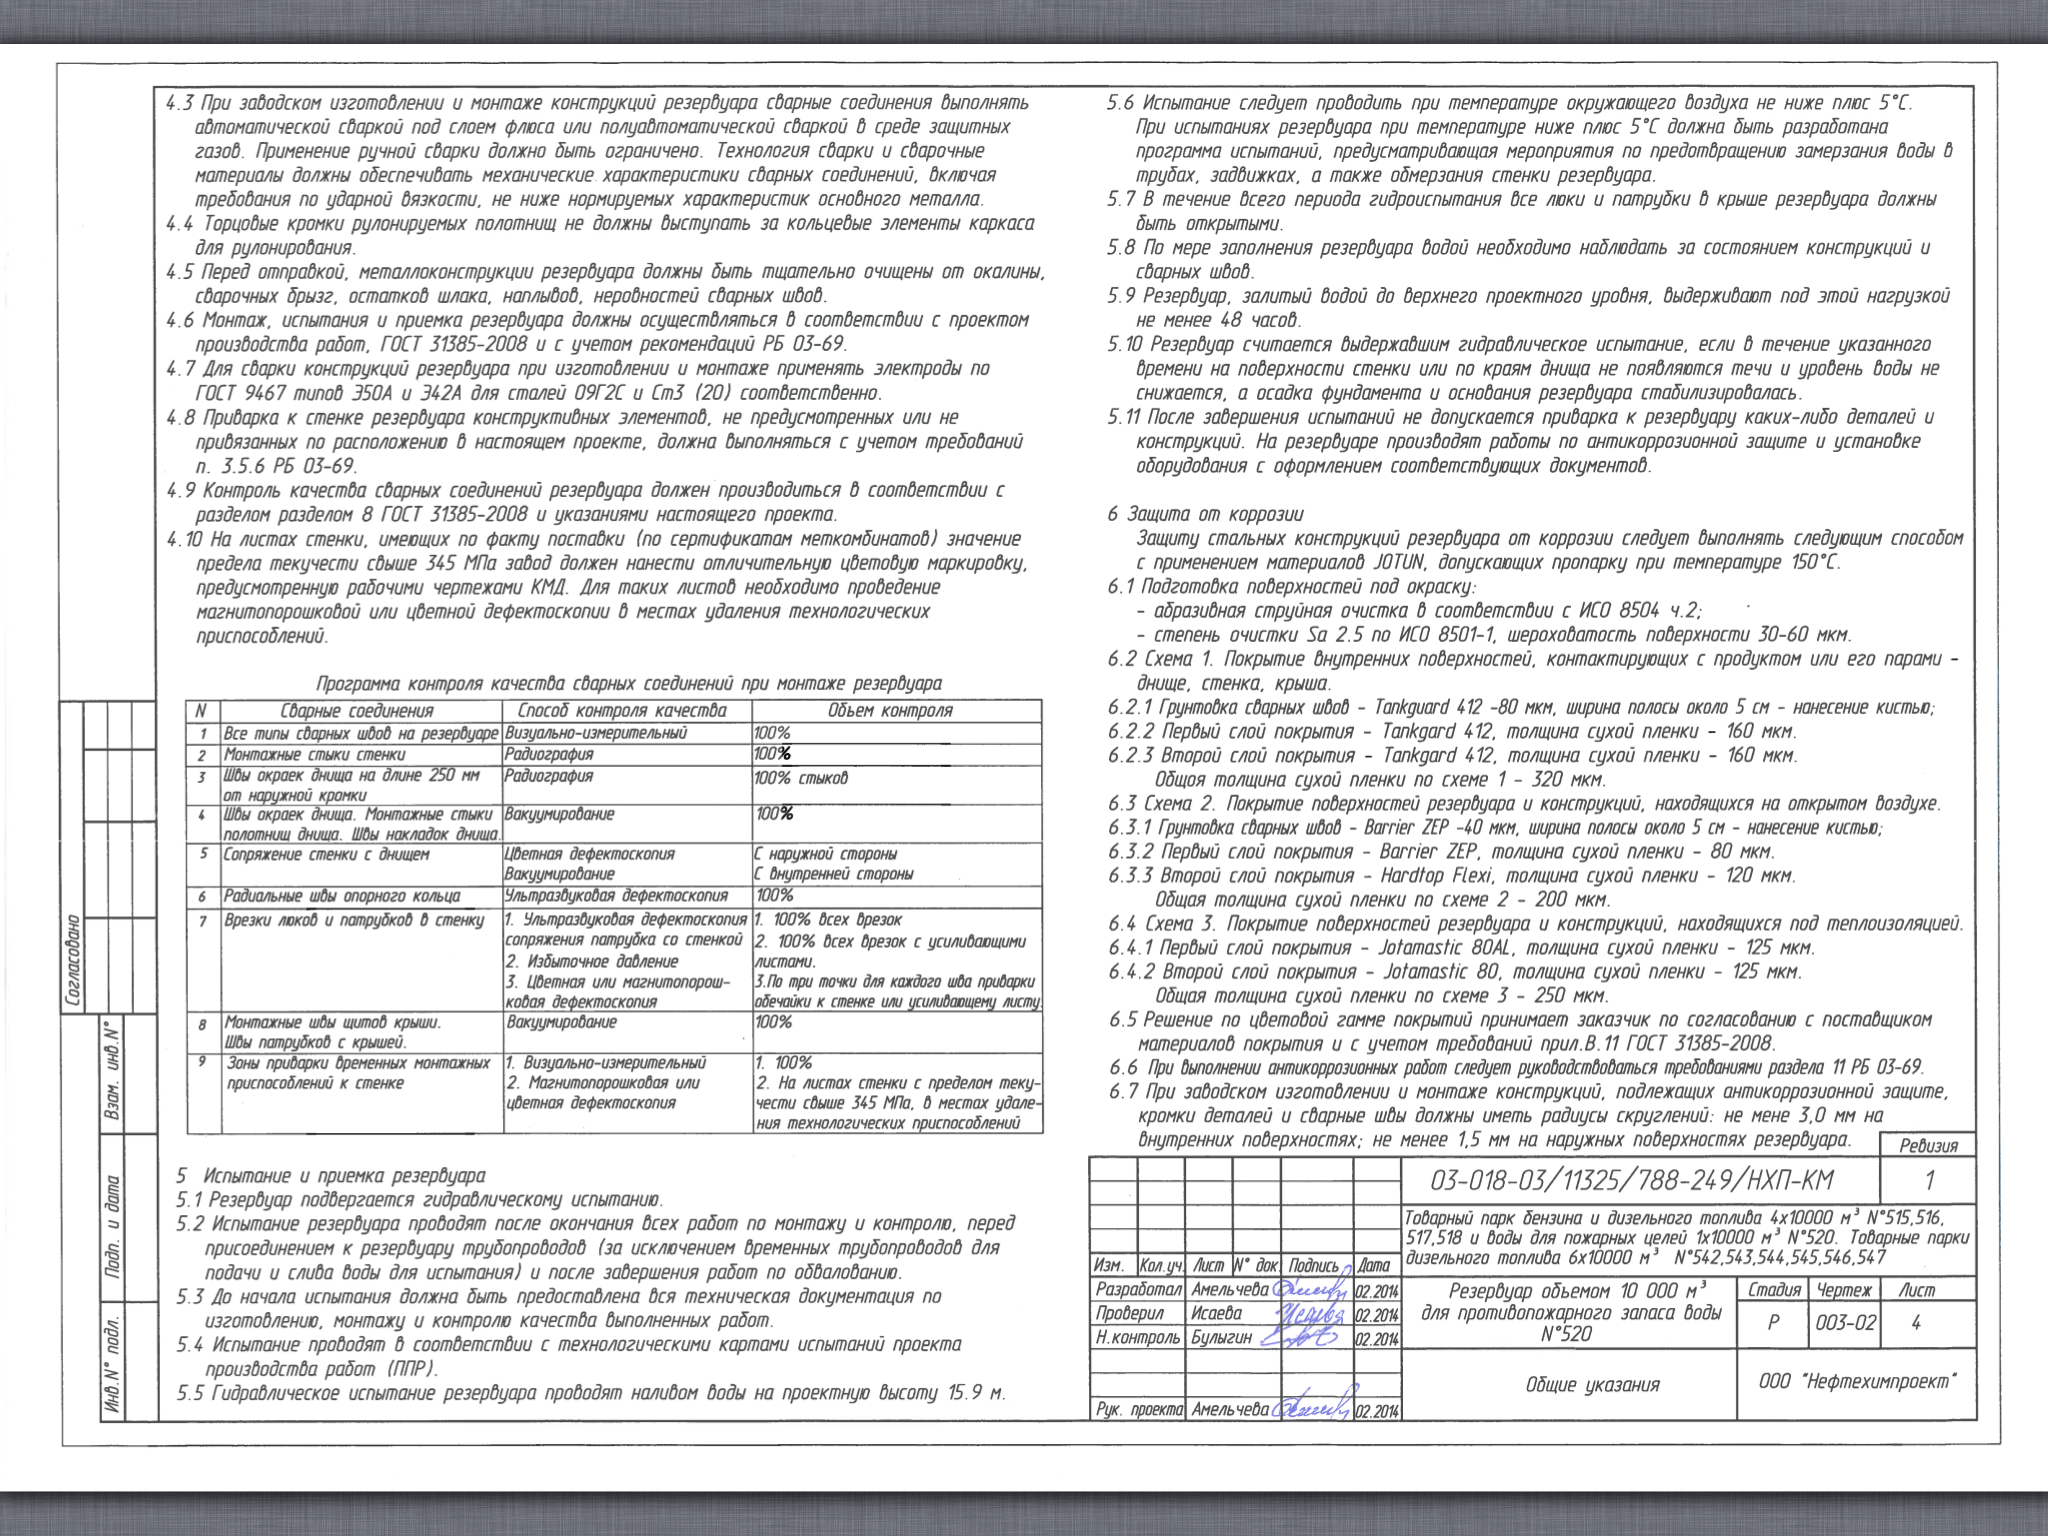 4.3 При заводском изготовлении и монтаже конструкций резервуара сварные соединения выполнять
автоматической сваркой под слоем флюса или полуавтоматической сваркой в среде защитных
газов. Применение ручной сварки должно быть ограничено. Технология сварки и сварочные
материалы должны обеспечивать механические характеристики сварных соединений, включая
требования по ударной вязкости, не ниже нормируемых характеристик основного металла.
4.4 Торцовые кромки рулонируемых полотнищ не должны выступать за кольцевые элементы каркаса
для рулонирования.
4.5 Перед отправкой, металлоконструкции резервуара должны быть тщательно очищены от окалины,
сварочных брызг, остатков шлака, наплывов, неровностей сварных швов.
4.6 Монтаж, испытания и приемка резервуара должны осуществляться в соответствии с проектом
производства работ, ГОСТ 31385-2008 и с учетом рекомендаций РБ 03-69.
4.7 Для сварки конструкций резервуара при изготовлении и монтаже применять электроды по
ГОСТ 9467 типов Э50А и Э42А для сталей 09Г2С и Ст3 (20) соответственно.
4.8 Приварка к стенке резервуара конструктивных элементов, не предусмотренных или не
привязанных по расположению в настоящем проекте, должна выполняться с учетом требований
п. 3.5.6 РБ 03-69.
4.9 Контроль качества сварных соединений резервуара должен производиться в соответствии с
разделом разделом 8 ГОСТ 31385-2008 и указаниями настоящего проекта.
4.10 На листах стенки, имеющих по факту поставки (по сертификатам меткомбинатов) значение
предела текучести свыше 345 МПа завод должен нанести отличительную цветовую маркировку,
предусмотренную рабочими чертежами КМД. Для таких листов необходимо проведение
магнитопорошковой или цветной дефектоскопии в местах удаления технологических
приспособлений.
Программа контроля качества сварных соединений при монтаже резервуара
N Сварные соединения Способ контроля качества Объем контроля
1 Все типы сварных швов на резервуаре Визуально-измерительный 100%
2 Монтажные стыки стенки Радиография 100%
3 Швы окраек днища на длине 250 мм Радиография 100% стыков
от наружной кромки
4 Швы окраек днища. Монтажные стыки Вакуумирование 100%
полотнищ днища. Швы накладок днища.
5 Сопряжение стенки с днищем Цветная дефектоскопия С наружной стороны
Вакуумирование С внутренней стороны
6 Радиальные швы опорного кольца Ультразвуковая дефектоскопия 100%
7 Врезки люков и патрубков в стенку 1. Ультразвуковая дефектоскопия 1. 100% всех врезок
сопряжения патрубка со стенкой 2. 100% всех врезок с усиливающими
2. Избыточное давление листами.
3. Цветная или магнитопорош- 3.По три точки для каждого шва приварки
ковая дефектоскопия обечайки к стенке или усиливающему листу.
8 Монтажные швы щитов крыши. Вакуумирование 100%
Швы патрубков с крышей.
9 Зоны приварки временных монтажных 1. Визуально-измерительный 1. 100%
приспособлений к стенке 2. Магнитопорошковая или 2. На листах стенки с пределом теку-
цветная дефектоскопия чести свыше 345 МПа, в местах удале-
ния технологических приспособлений
5 Испытание и приемка резервуара
5.1 Резервуар подвергается гидравлическому испытанию.
5.2 Испытание резервуара проводят после окончания всех работ по монтажу и контролю, перед
присоединением к резервуару трубопроводов (за исключением временных трубопроводов для
подачи и слива воды для испытания) и после завершения работ по обвалованию.
5.3 До начала испытания должна быть предоставлена вся техническая документация по
изготовлению, монтажу и контролю качества выполненных работ.
5.4 Испытание проводят в соответствии с технологическими картами испытаний проекта
производства работ (ППР).
5.5 Гидравлическое испытание резервуара проводят наливом воды на проектную высоту 15.9 м.
5.6 Испытание следует проводить при температуре окружающего воздуха не ниже плюс 5°С.
При испытаниях резервуара при температуре ниже плюс 5°С должна быть разработана
программа испытаний, предусматривающая мероприятия по предотвращению замерзания воды в
трубах, задвижках, а также обмерзания стенки резервуара.
5.7 В течение всего периода гидроиспытания все люки и патрубки в крыше резервуара должны
быть открытыми.
5.8 По мере заполнения резервуара водой необходимо наблюдать за состоянием конструкций и
сварных швов.
5.9 Резервуар, залитый водой до верхнего проектного уровня, выдерживают под этой нагрузкой
не менее 48 часов.
5.10 Резервуар считается выдержавшим гидравлическое испытание, если в течение указанного
времени на поверхности стенки или по краям днища не появляются течи и уровень воды не
снижается, а осадка фундамента и основания резервуара стабилизировалась.
5.11 После завершения испытаний не допускается приварка к резервуару каких-либо деталей и
конструкций. На резервуаре производят работы по антикоррозионной защите и установке
оборудования с оформлением соответствующих документов.
6 Защита от коррозии
Защиту стальных конструкций резервуара от коррозии следует выполнять следующим способом
с применением материалов JOTUN, допускающих пропарку при температуре 150°С.
6.1 Подготовка поверхностей под окраску:
- абразивная струйная очистка в соответствии с ИСО 8504 ч.2;
- степень очистки Sa 2.5 по ИСО 8501-1, шероховатость поверхности 30-60 мкм.
6.2 Схема 1. Покрытие внутренних поверхностей, контактирующих с продуктом или его парами -
днище, стенка, крыша.
6.2.1 Грунтовка сварных швов - Tankguard 412 -80 мкм, ширина полосы около 5 см - нанесение кистью;
6.2.2 Первый слой покрытия - Tankgard 412, толщина сухой пленки - 160 мкм.
6.2.3 Второй слой покрытия - Tankgard 412, толщина сухой пленки - 160 мкм.
Общоя толщина сухой пленки по схеме 1 - 320 мкм.
6.3 Схема 2. Покрытие поверхностей резервуара и конструкций, находящихся на открытом воздухе.
6.3.1 Грунтовка сварных швов - Barrier ZEP -40 мкм, ширина полосы около 5 см - нанесение кистью;
6.3.2 Первый слой покрытия - Barrier ZEP, толщина сухой пленки - 80 мкм.
6.3.3 Второй слой покрытия - Hardtop Flexi, толщина сухой пленки - 120 мкм.
Общая толщина сухой пленки по схеме 2 - 200 мкм.
6.4 Схема 3. Покрытие поверхностей резервуара и конструкций, находящихся под теплоизоляцией.
6.4.1 Первый слой покрытия - Jotamastic 80AL, толщина сухой пленки - 125 мкм.
6.4.2 Второй слой покрытия - Jotamastic 80, толщина сухой пленки - 125 мкм.
Общая толщина сухой пленки по схеме 3 - 250 мкм.
6.5 Решение по цветовой гамме покрытий принимает заказчик по согласованию с поставщиком
материалов покрытия и с учетом требований прил.В.11 ГОСТ 31385-2008.
6.6 При выполнении антикоррозионных работ следует руководствоваться требованиями раздела 11 РБ 03-69.
6.7 При заводском изготовлении и монтаже конструкций, подлежащих антикоррозионной защите,
кромки деталей и сварные швы должны иметь радиусы скруглений: не мене 3,0 мм на
внутренних поверхностях; не менее 1,5 мм на наружных поверхностях резервуара.
Ревизия
03-018-03/11325/788-249/НХП-КМ 1
Товарный парк бензина и дизельного топлива 4х10000 м³ N°515,516,
517,518 и воды для пожарных целей 1х10000 м³ N°520. Товарные парки
дизельного топлива 6х10000 м³ N°542,543,544,545,546,547
Изм. Кол.уч. Лист N° док Подпись Дата
Разработал Амельчева 02.2014
Проверил Исаева 02.2014
Н.контроль Булыгин 02.2014
Рук. проекта Амельчева 02.2014
Резервуар объемом 10 000 м³
для противопожарного запаса воды
N°520
Стадия Чертеж Лист
Р 003-02 4
Общие указания
ООО "Нефтехимпроект"
Согласовано
Взам. инв.N°
Подп. и дата
Инв.N° подл.